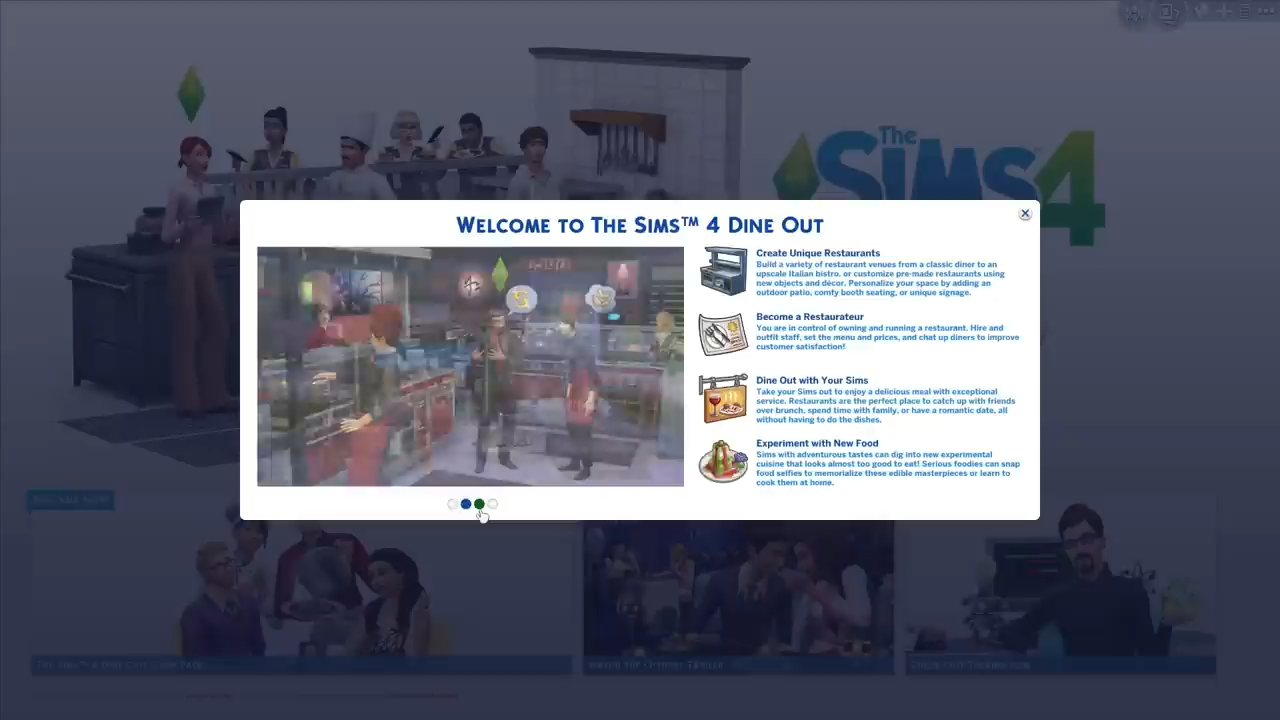 The Sims 4
WELCOME TO THE SIMS™ 4 DINE OUT
Create Unique Restaurants
Build a variety of restaurant venues from a classic diner to an
upscale Italian bistro, or customize pre-made restaurants using
new objects and décor. Personalize your space by adding an
outdoor patio, comfy booth seating, or unique signage.
Become a Restaurateur
You are in control of owning and running a restaurant. Hire and
outfit staff, set the menu and prices, and chat up diners to improve
customer satisfaction!
Dine Out with Your Sims
Take your Sims out to enjoy a delicious meal with exceptional
service. Restaurants are the perfect place to catch up with friends
over brunch, spend time with family, or have a romantic date, all
without having to do the dishes.
Experiment with New Food
Sims with adventurous tastes can dig into new experimental
cuisine that looks almost too good to eat! Serious foodies can snap
food selfies to memorialize these edible masterpieces or learn to
cook them at home.